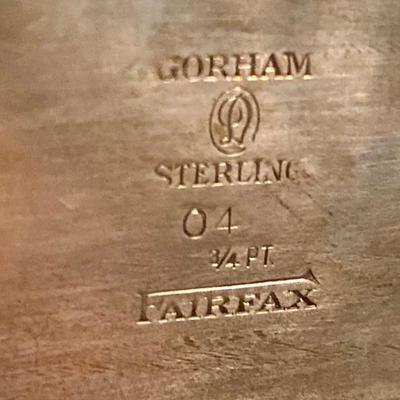 GORHAM
STERLING
04
3/4 PT.
FAIRFAX